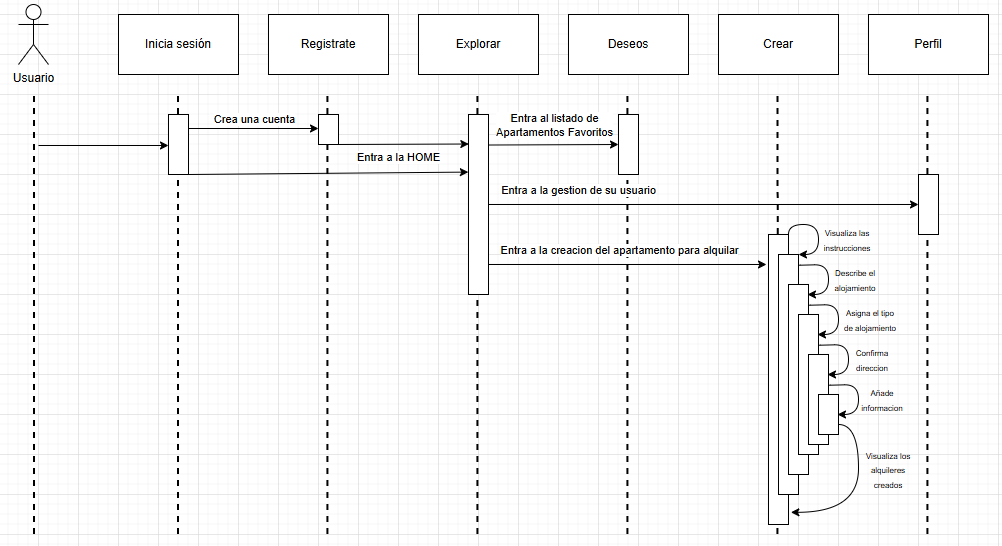 Usuario
Inicia sesión
Registrate
Explorar
Deseos
Crear
Perfil
Crea una cuenta
Entra al listado de
Apartamentos Favoritos
Entra a la HOME
Entra a la gestion de su usuario
Entra a la creacion del apartamento para alquilar
Visualiza las
instrucciones
Describe el
alojamiento
Asigna el tipo
de alojamiento
Confirma
direccion
Añade
informacion
Visualiza los
alquileres
creados